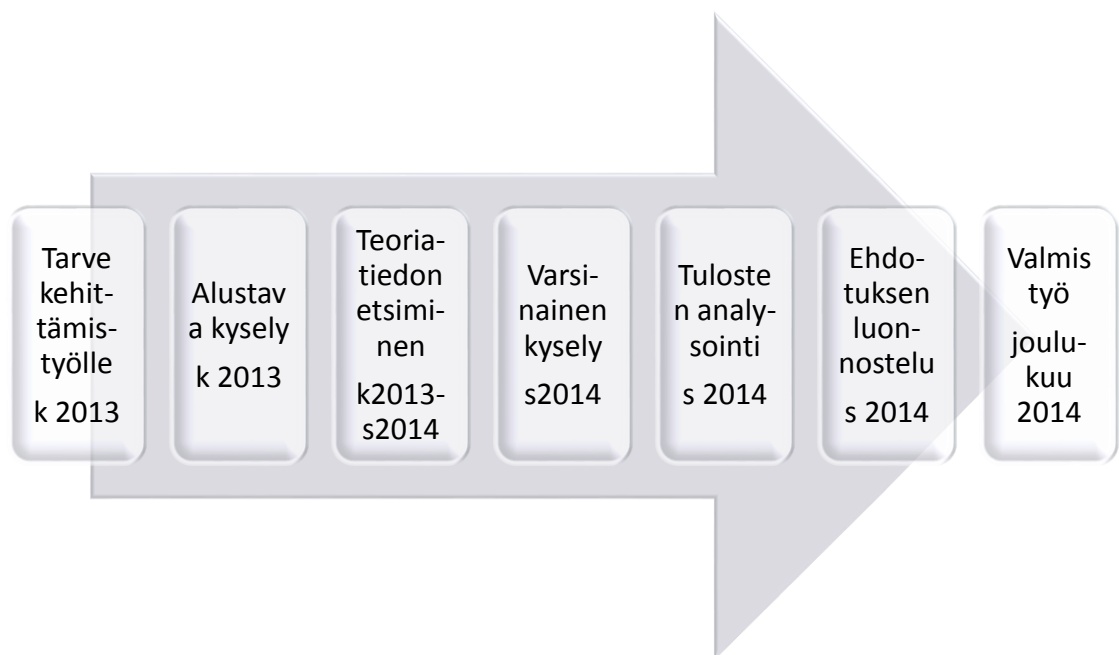 Tarve
kehit-
tämis-
työlle
k 2013
Alustav
a kysely
k 2013
Teoria-
tiedon
etsimi-
nen
k2013-
s2014
Varsi-
nainen
kysely
s2014
Tuloste
n analy-
sointi
s 2014
Ehdo-
tuksen
luon-
nostelu
s 2014
Valmis
työ
joulu-
kuu
2014